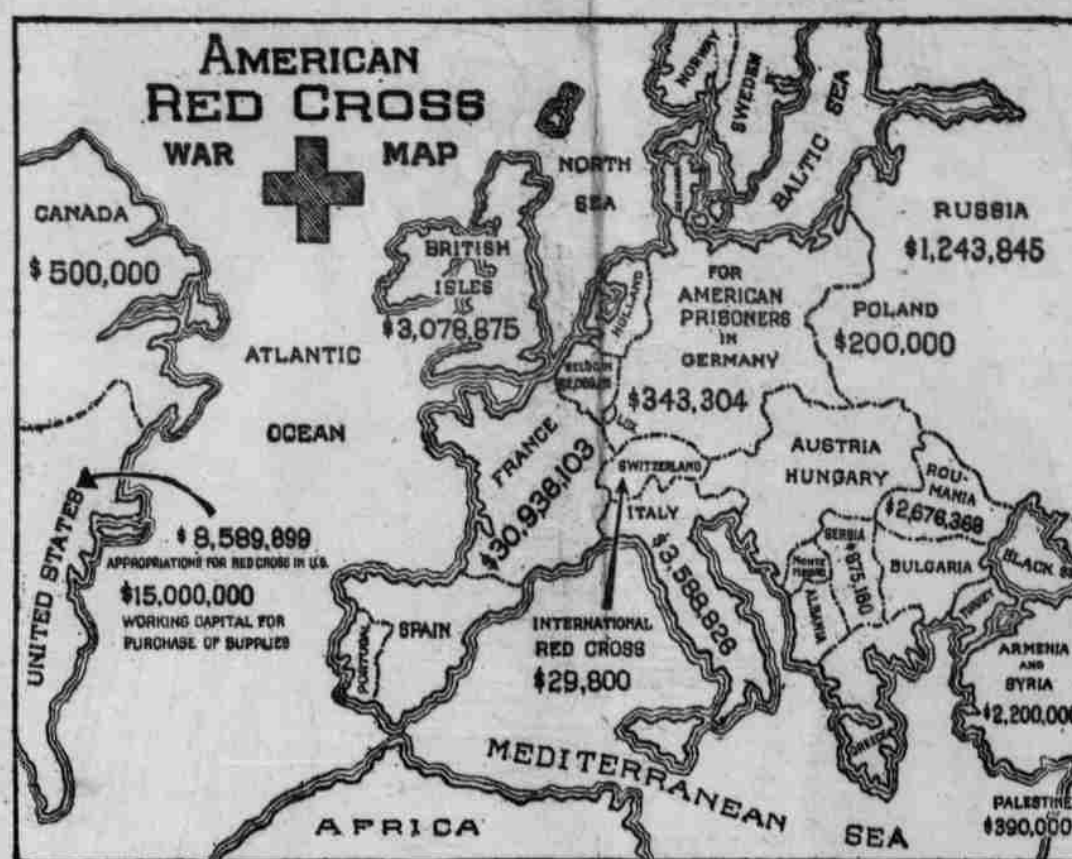 AMERICAN
RED CROSS
WAR MAP
CANADA
$500,000
ATLANTIC
OCEAN
UNITED STATES
$8,589,899
APPROPRIATIONS FOR RED CROSS IN U.S.
$15,000,000
WORKING CAPITAL FOR
PURCHASE OF SUPPLIES
NORTH
SEA
BRITISH
ISLES
$3,078,875
NORWAY
SWEDEN
BALTIC SEA
RUSSIA
$1,243,845
POLAND
$200,000
FOR
AMERICAN
PRISONERS
IN
GERMANY
$343,304
HOLLAND
BELGIUM
LUX.
FRANCE
$30,936,103
SWITZERLAND
ITALY
$3,588,826
INTERNATIONAL
RED CROSS
$29,800
AUSTRIA
HUNGARY
ROU-
MANIA
$2,676,368
SERBIA
$875,180
MONTE
ALBANIA
BULGARIA
BLACK
TURKEY
GREECE
ARMENIA
AND
SYRIA
$2,200,000
PALESTINE
$390,000
SPAIN
PORTUGAL
MEDITERRANEAN
SEA
AFRICA